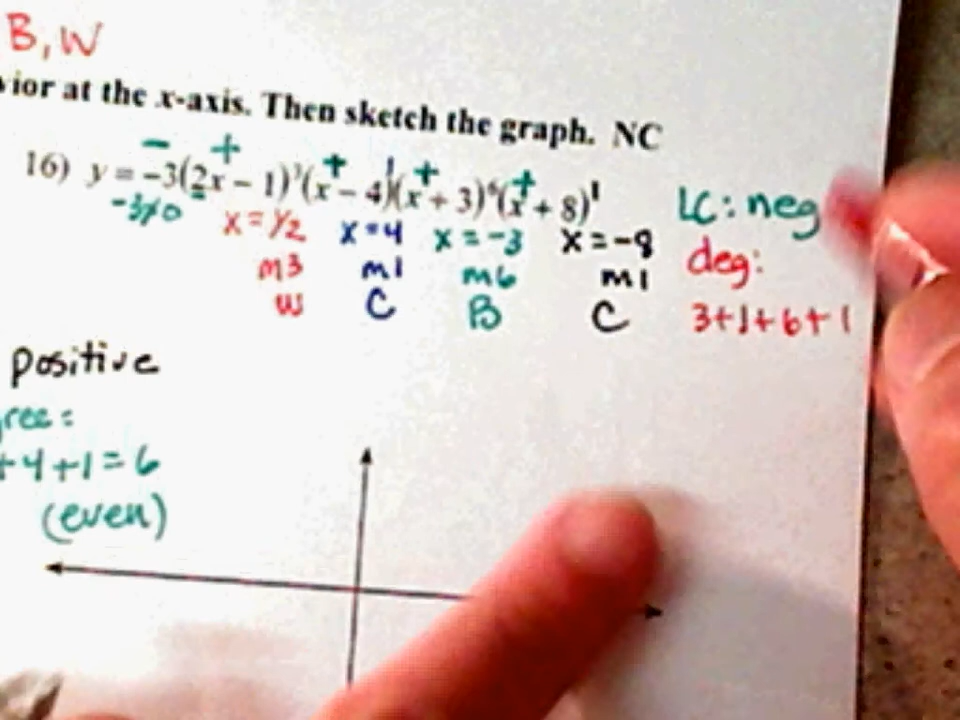 B, W
vior at the x-axis. Then sketch the graph. NC
- + + + +
16) y = -3(2x - 1)³(x - 4)¹(x + 3)⁶(x + 8)¹
-3≠0 x = 1/2 x = 4 x = -3 x = -8
m3 m1 m6 m1
W C B C
LC: neg
deg:
3+1+6+1
positive
ree =
+4+1=6
(even)